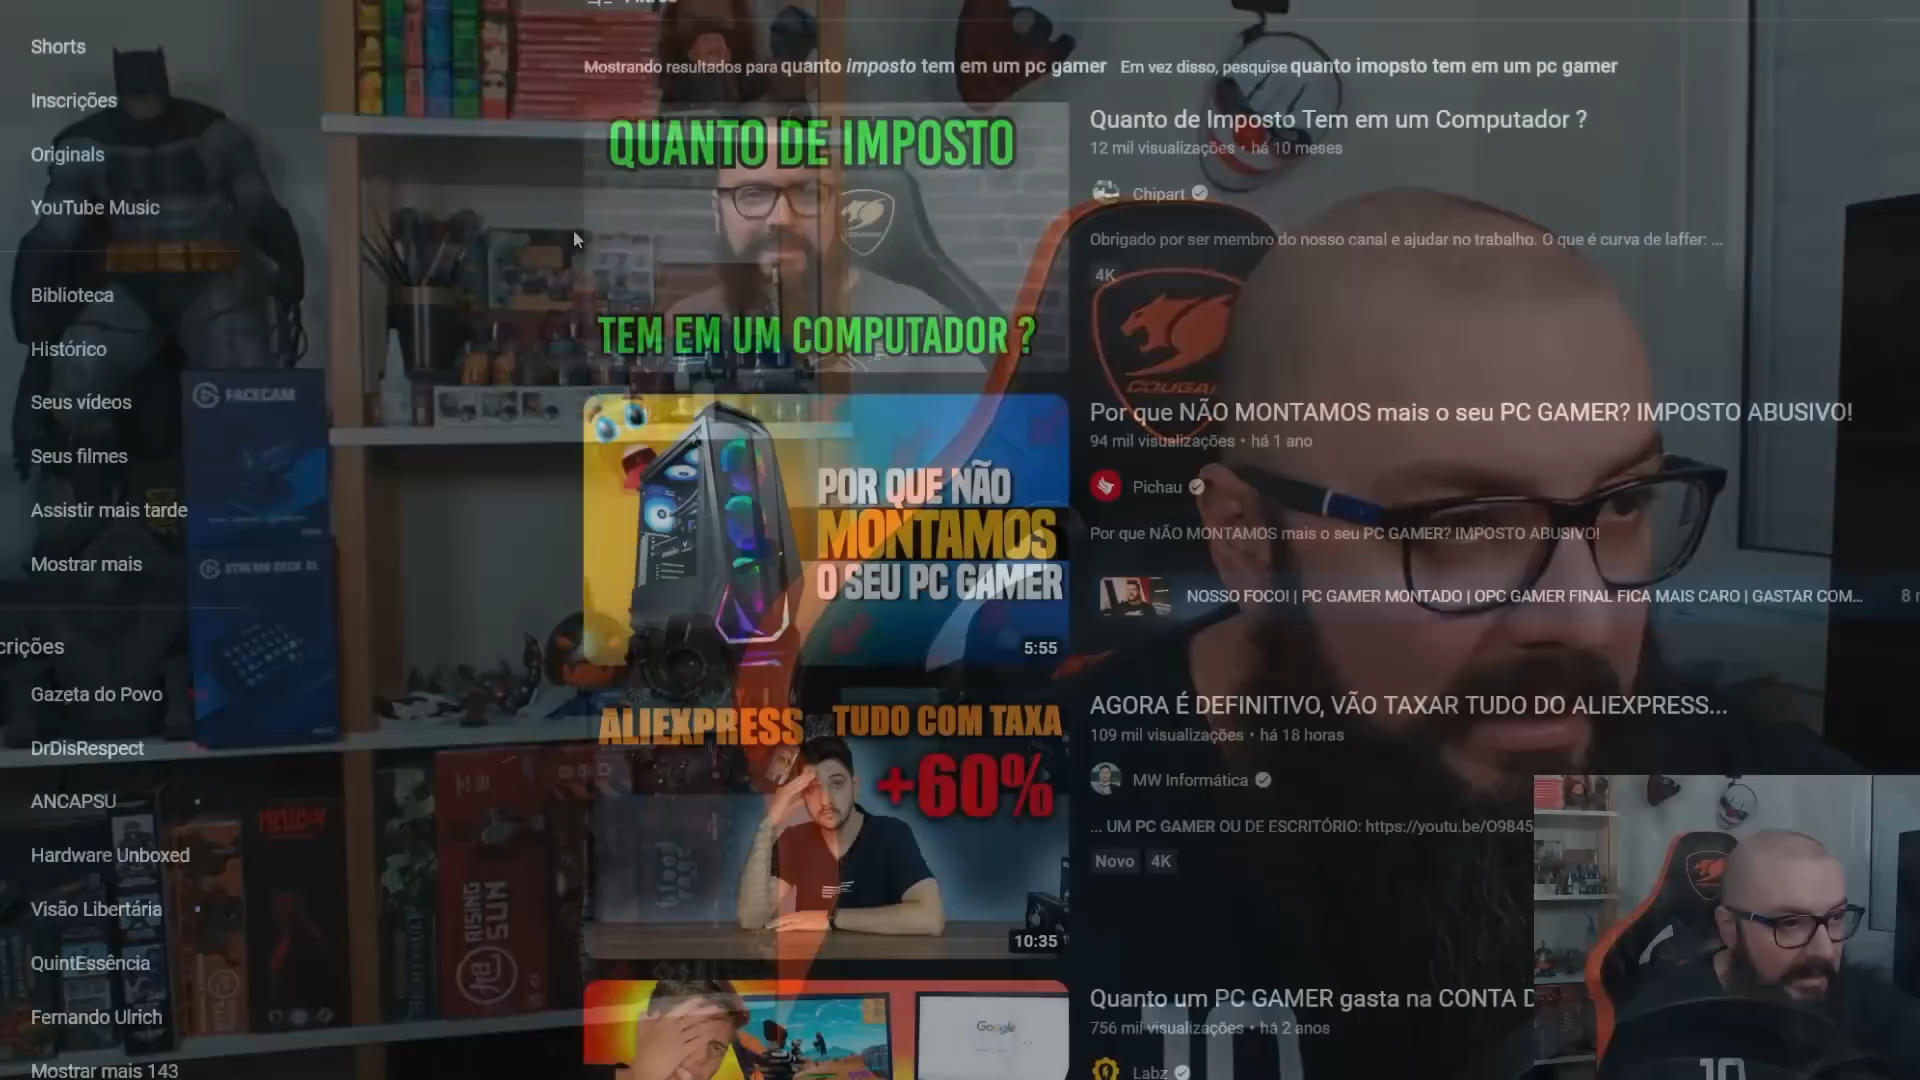 Shorts
Inscrições
Originals
YouTube Music
Biblioteca
Histórico
Seus vídeos
Seus filmes
Assistir mais tarde
Mostrar mais
crições
Gazeta do Povo
DrDisRespect
ANCAPSU
Hardware Unboxed
Visão Libertária
QuintEssência
Fernando Ulrich
Mostrar mais 143
FACECAM
STREAM DECK XL
RISING SUN
Mostrando resultados para quanto imposto tem em um pc gamer Em vez disso, pesquise quanto imopsto tem em um pc gamer
QUANTO DE IMPOSTO
TEM EM UM COMPUTADOR ?
Quanto de Imposto Tem em um Computador ?
12 mil visualizações • há 10 meses
Chipart
Obrigado por ser membro do nosso canal e ajudar no trabalho. O que é curva de laffer: ...
4K
COUGAR
POR QUE NÃO
MONTAMOS
O SEU PC GAMER
5:55
Por que NÃO MONTAMOS mais o seu PC GAMER? IMPOSTO ABUSIVO!
94 mil visualizações • há 1 ano
Pichau
Por que NÃO MONTAMOS mais o seu PC GAMER? IMPOSTO ABUSIVO!
NOSSO FOCO! | PC GAMER MONTADO | OPC GAMER FINAL FICA MAIS CARO | GASTAR COM...
8
ALIEXPRESS TUDO COM TAXA
+60%
10:35
AGORA É DEFINITIVO, VÃO TAXAR TUDO DO ALIEXPRESS...
109 mil visualizações • há 18 horas
MW Informática
... UM PC GAMER OU DE ESCRITÓRIO: https://youtu.be/O9845
Novo 4K
Google
Quanto um PC GAMER gasta na CONTA D
756 mil visualizações • há 2 anos
Labz